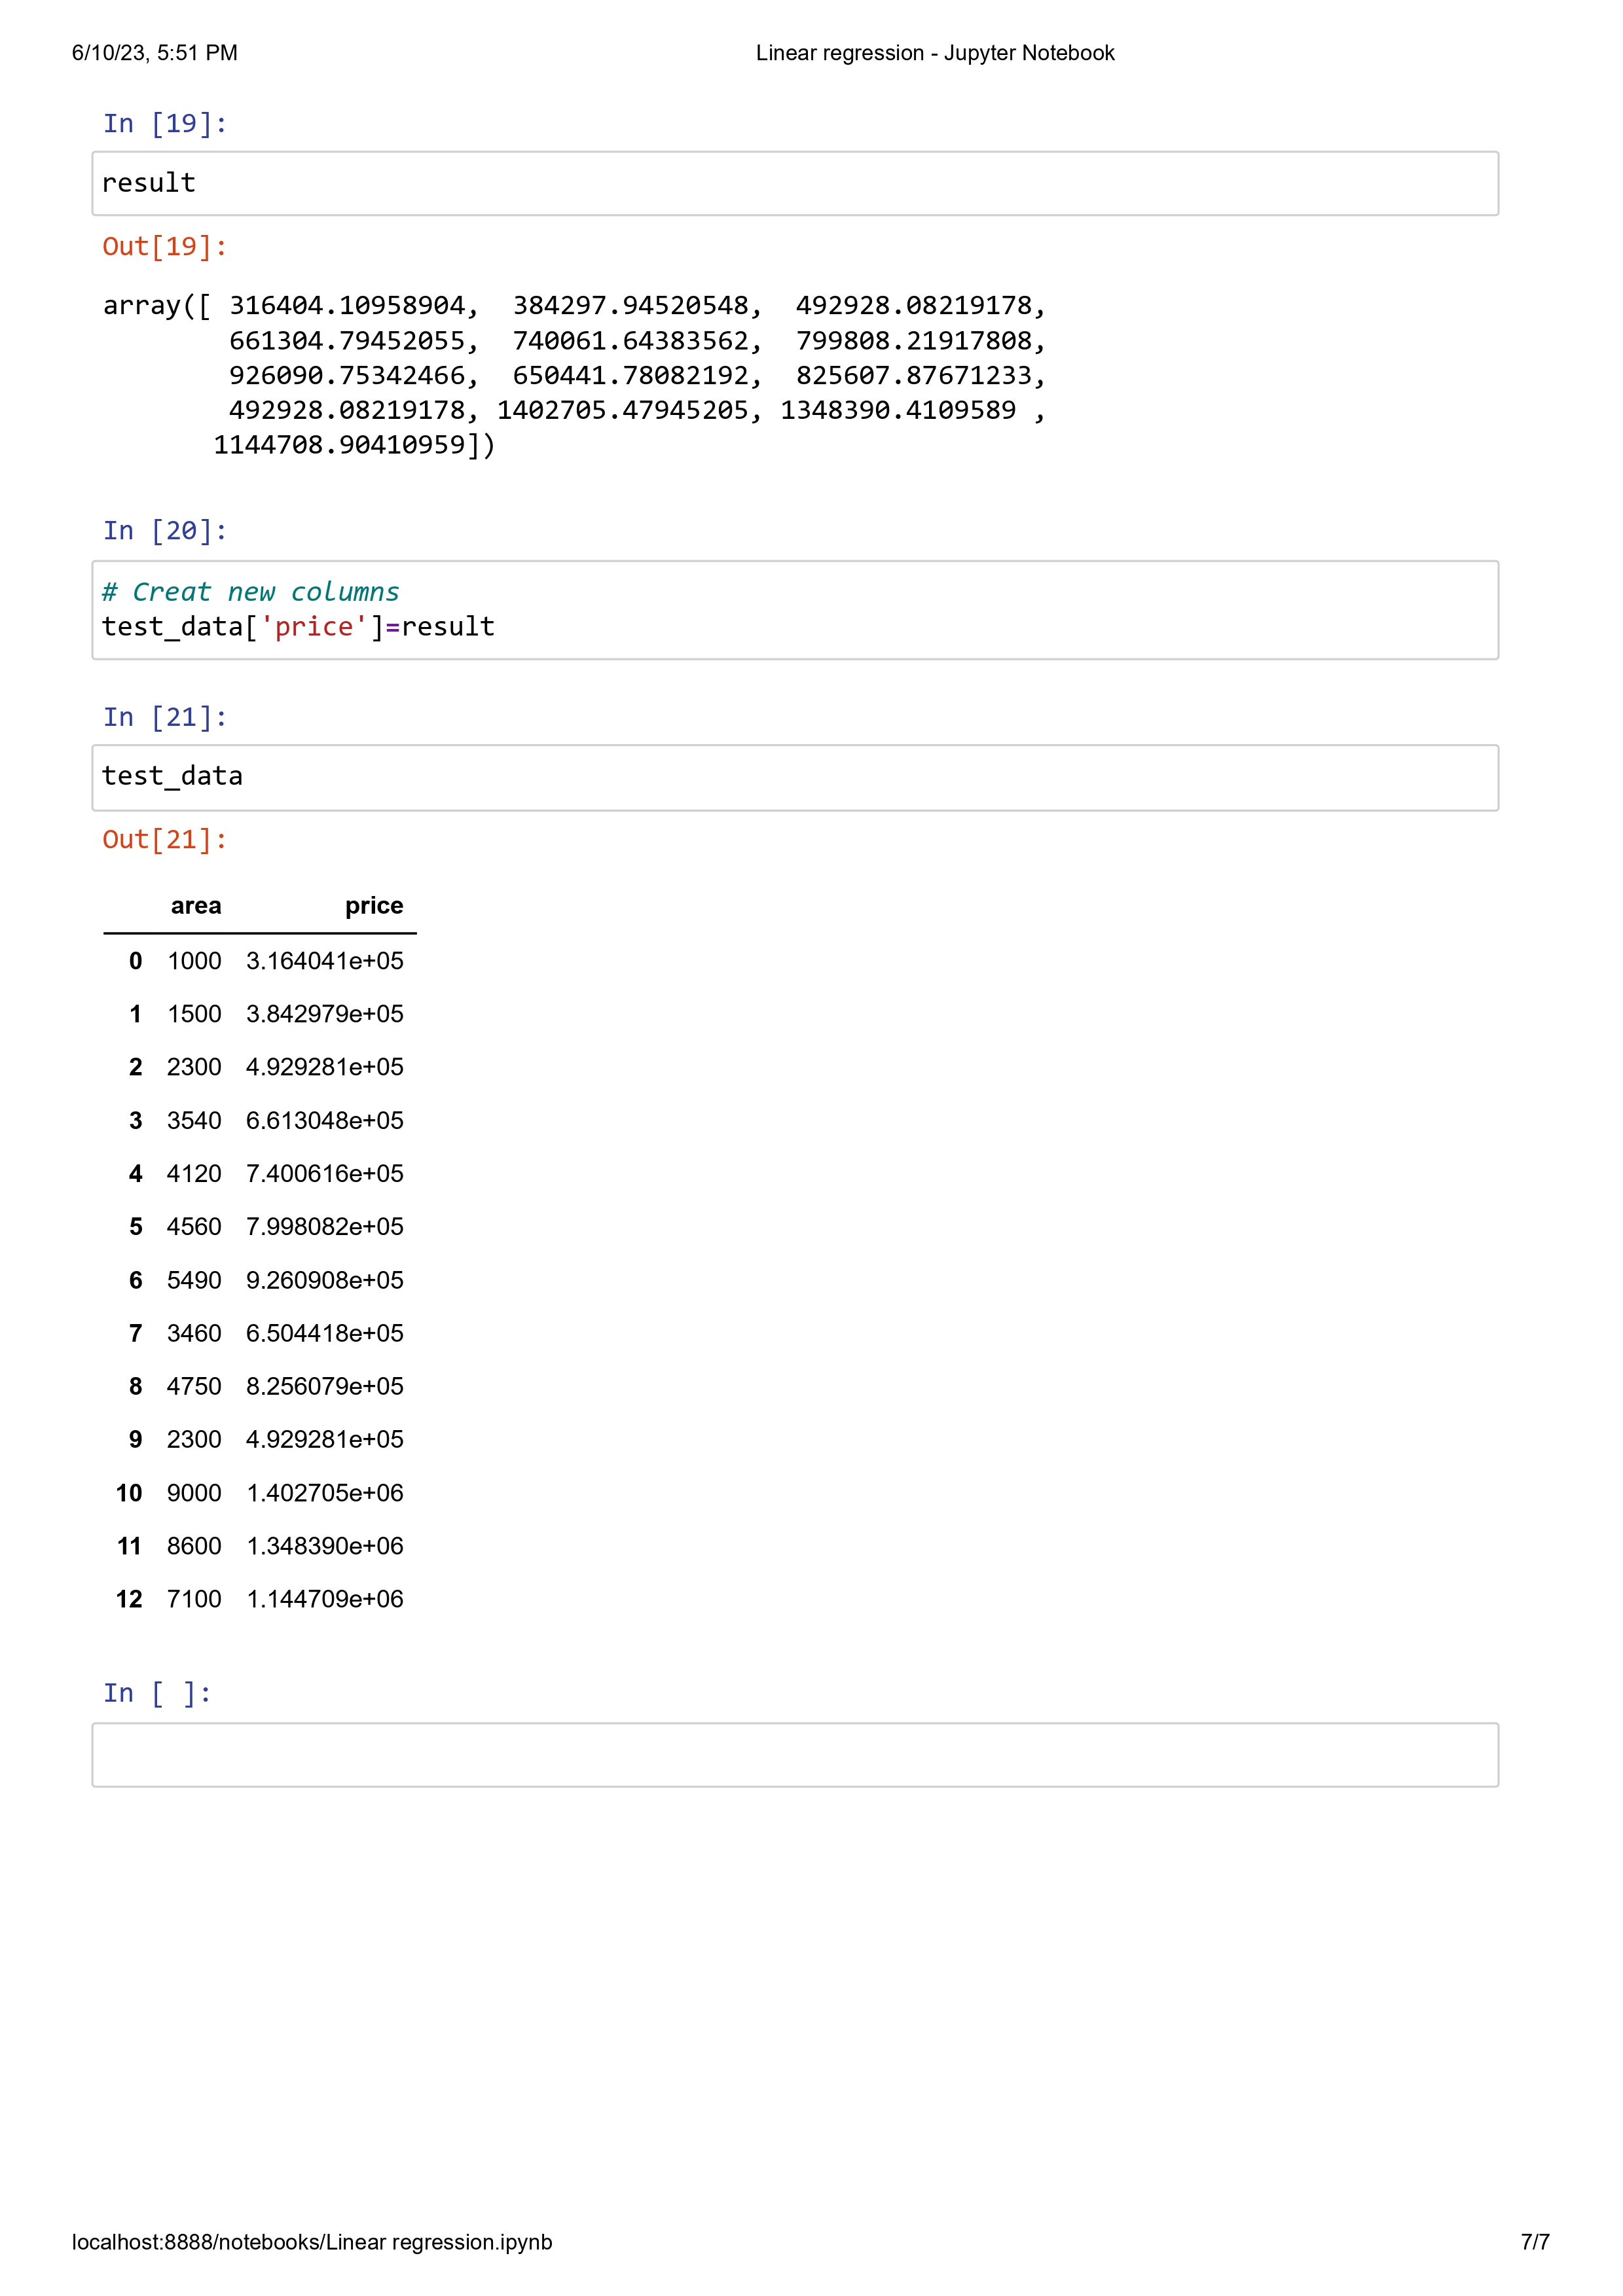 6/10/23, 5:51 PM Linear regression - Jupyter Notebook
In [19]:
result
Out[19]:
array([ 316404.10958904,  384297.94520548,  492928.08219178,
        661304.79452055,  740061.64383562,  799808.21917808,
        926090.75342466,  650441.78082192,  825607.87671233,
        492928.08219178, 1402705.47945205, 1348390.4109589 ,
       1144708.90410959])
In [20]:
# Creat new columns
test_data['price']=result
In [21]:
test_data
Out[21]:
area price
0 1000 3.164041e+05
1 1500 3.842979e+05
2 2300 4.929281e+05
3 3540 6.613048e+05
4 4120 7.400616e+05
5 4560 7.998082e+05
6 5490 9.260908e+05
7 3460 6.504418e+05
8 4750 8.256079e+05
9 2300 4.929281e+05
10 9000 1.402705e+06
11 8600 1.348390e+06
12 7100 1.144709e+06
In [ ]:
localhost:8888/notebooks/Linear regression.ipynb 7/7